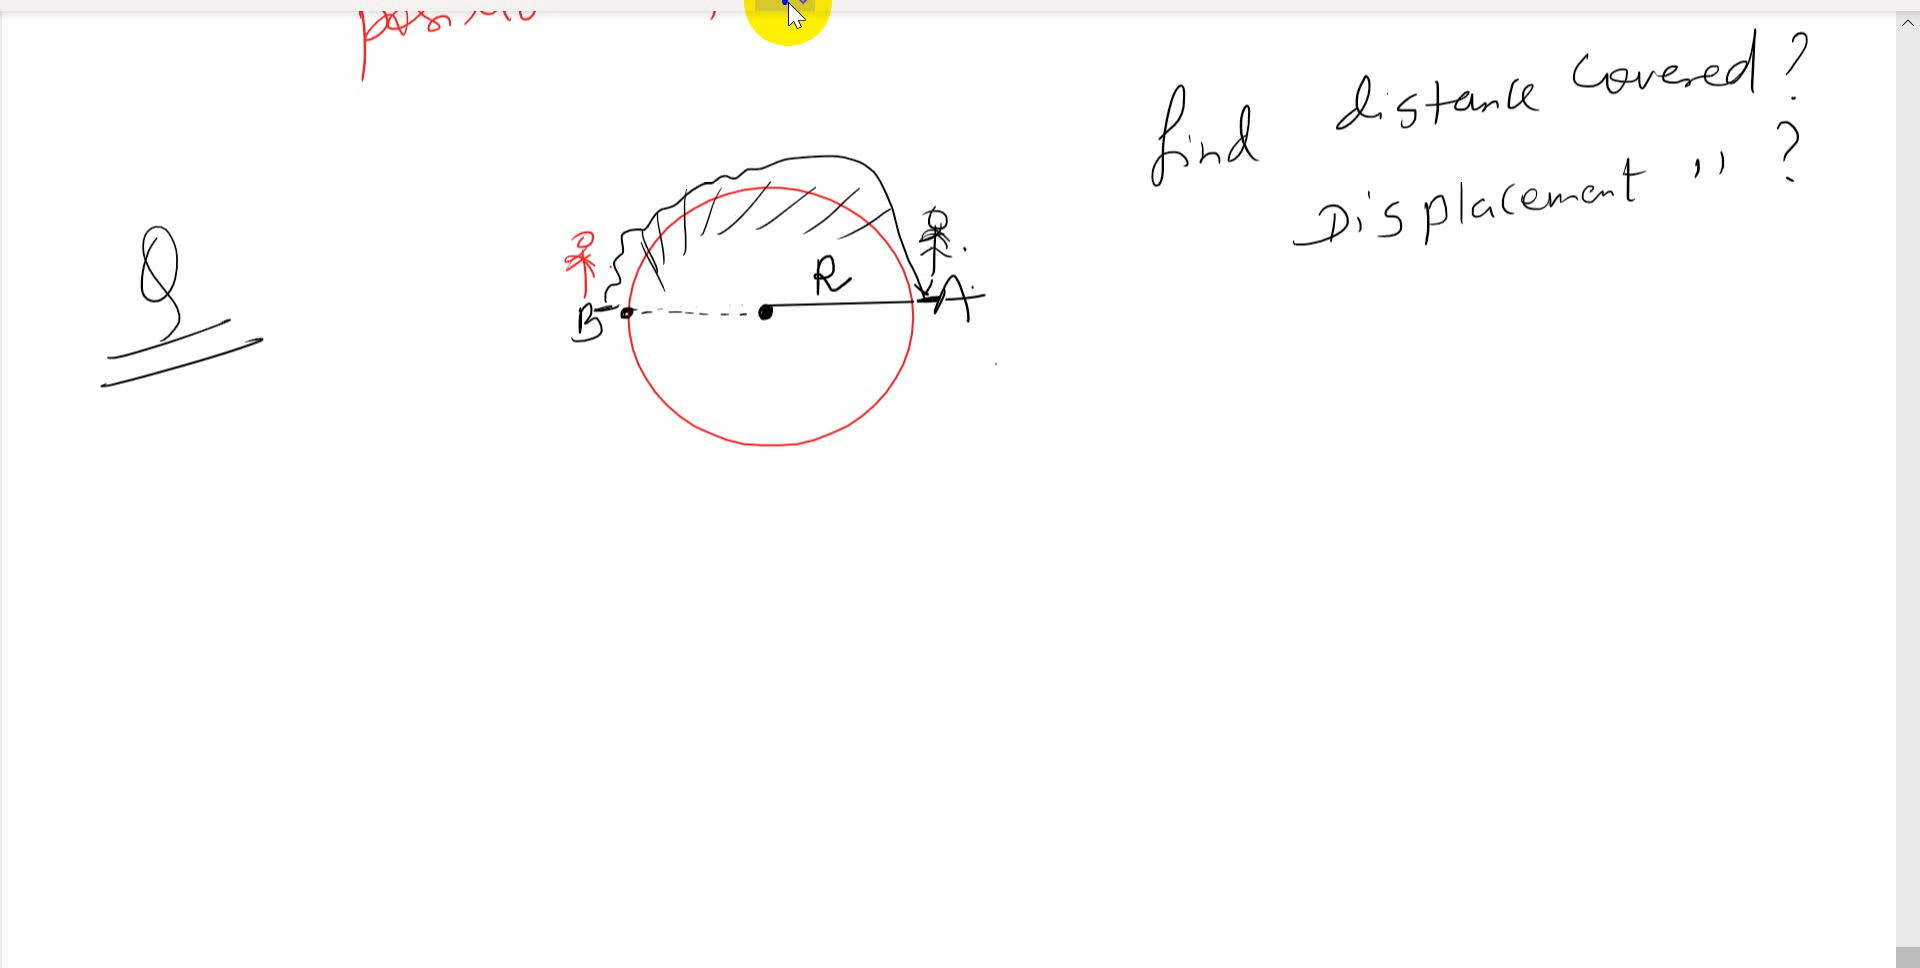 find distance covered?
Displacement " ?
Q
R
B
A